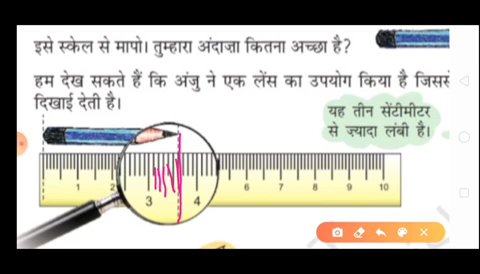 इसे स्केल से मापो। तुम्हारा अंदाज़ा कितना अच्छा है?
हम देख सकते हैं कि अंजु ने एक लेंस का उपयोग किया है जिससे
दिखाई देती है।
यह तीन सेंटीमीटर
से ज़्यादा लंबी है।
1 2 3 4 6 7 8 9 10